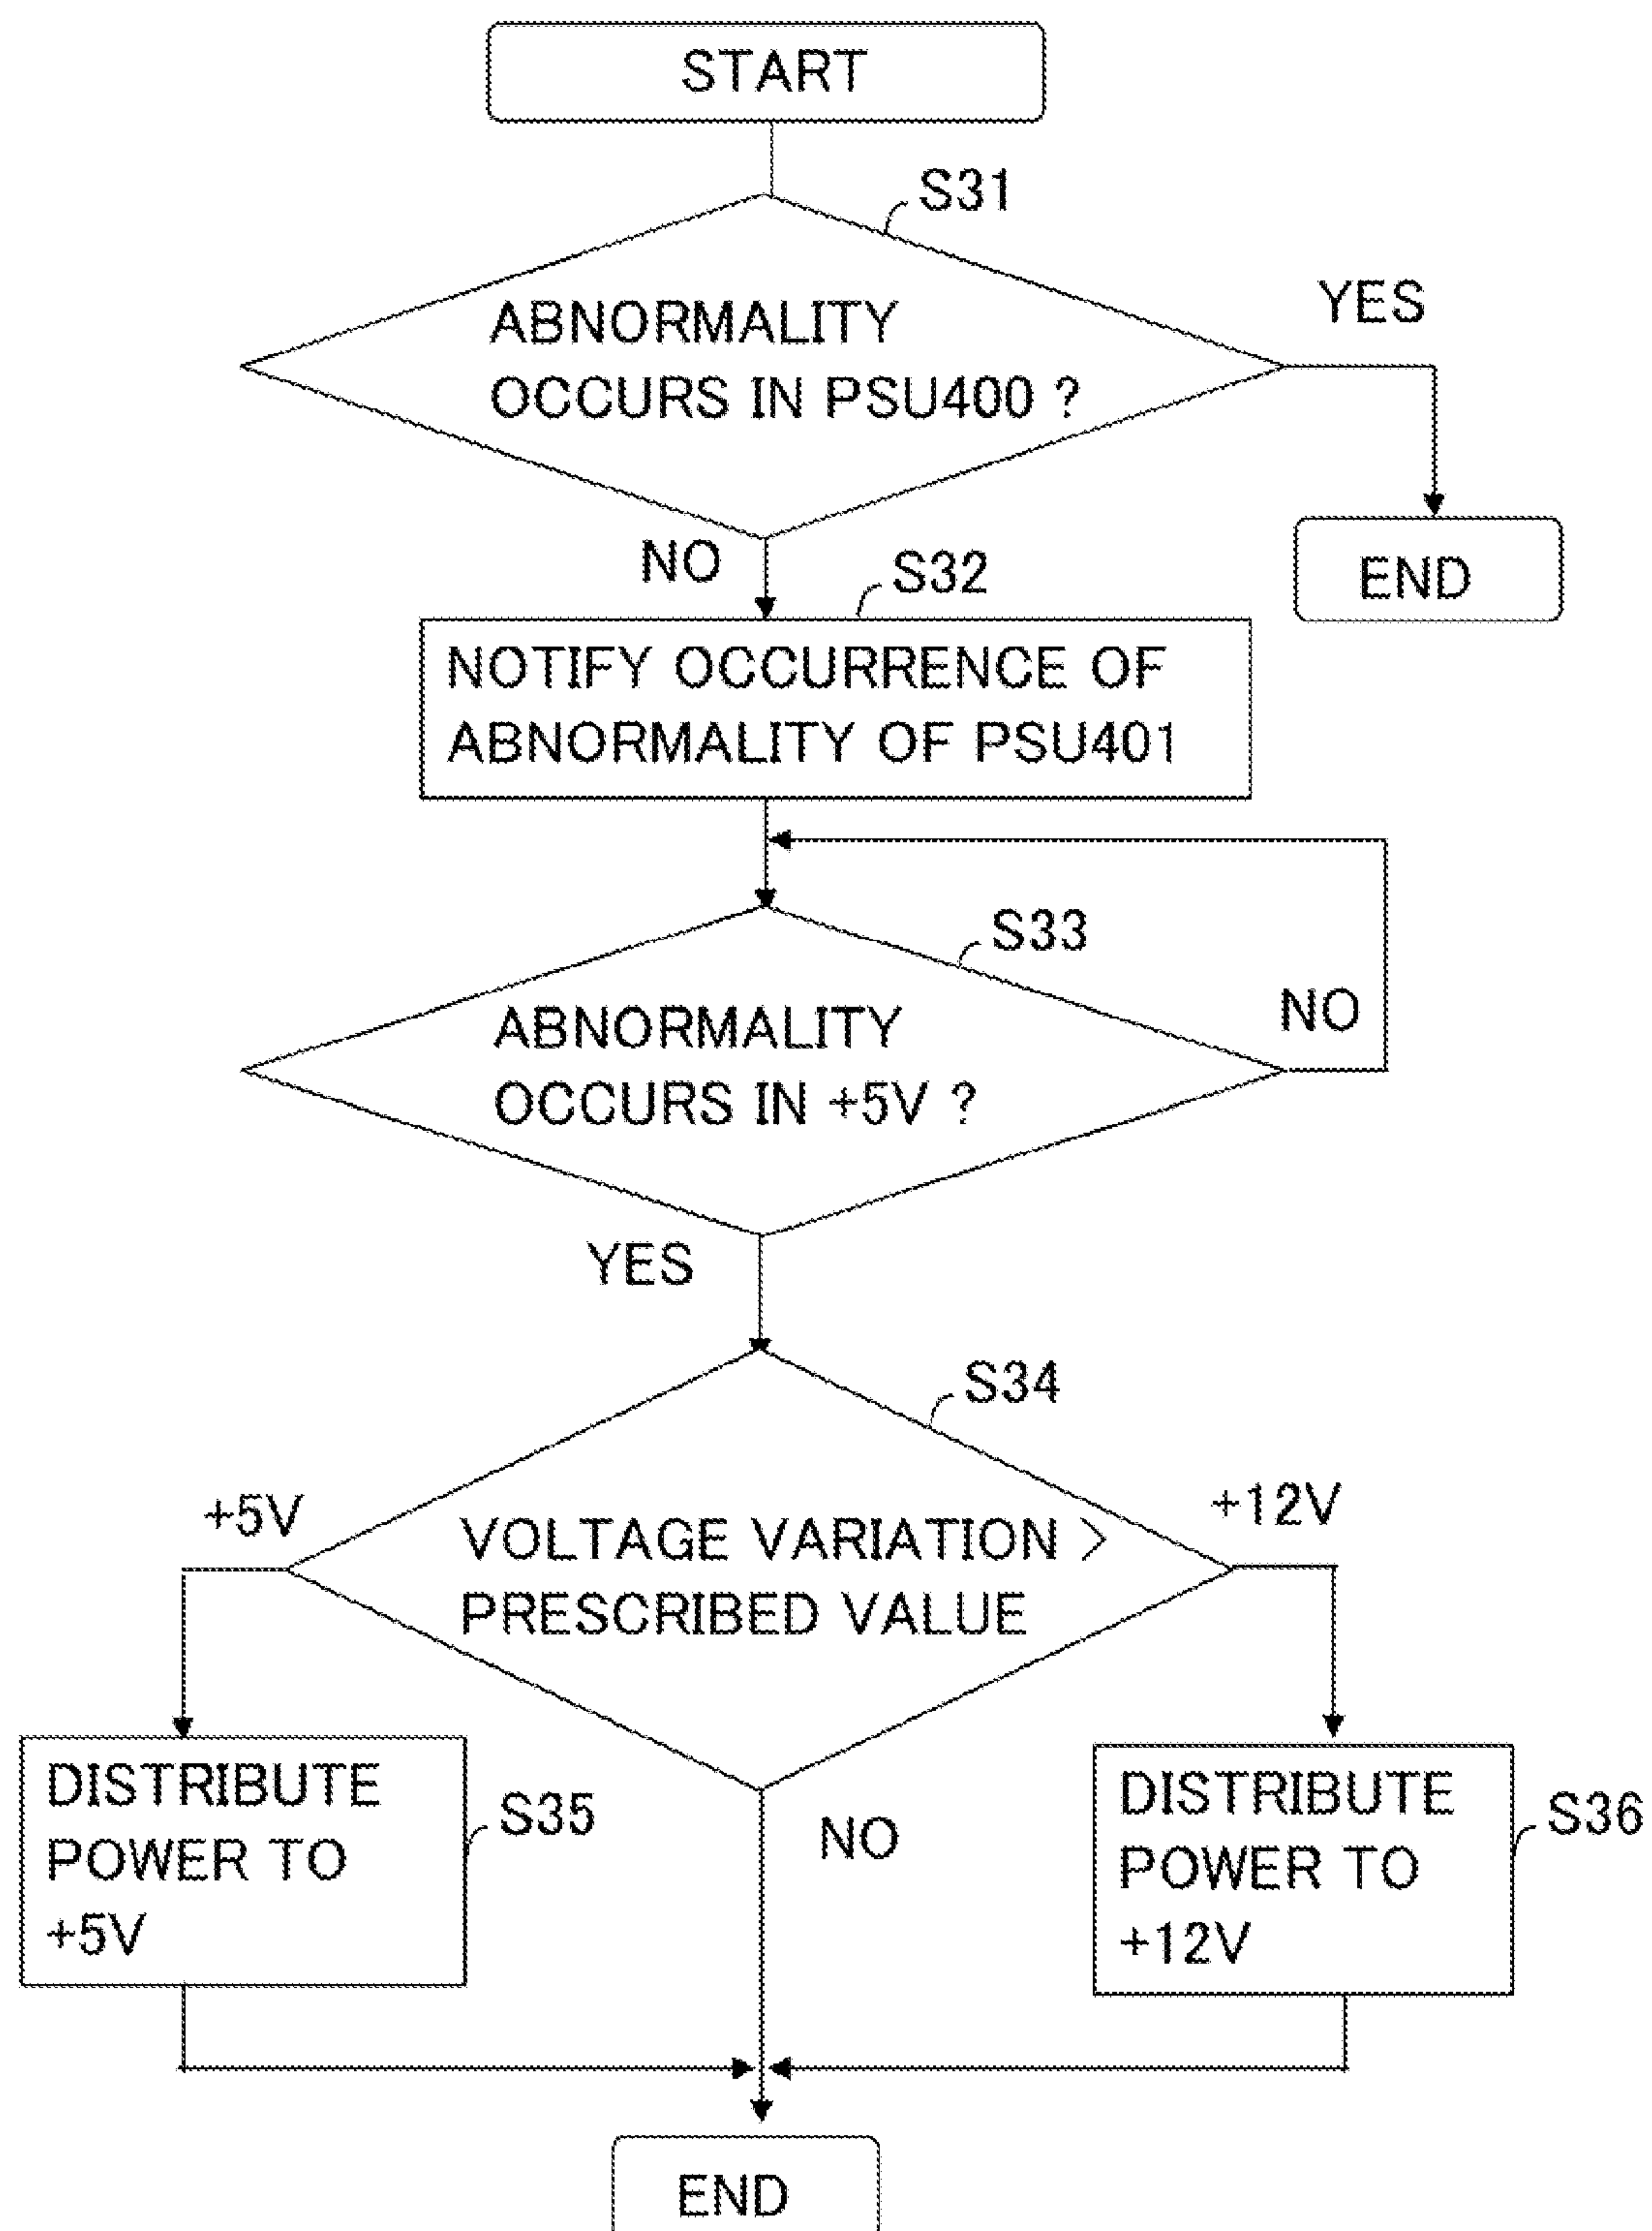 START
S31
YES
ABNORMALITY
OCCURS IN PSU400 ?
NO
S32
END
NOTIFY OCCURRENCE OF
ABNORMALITY OF PSU401
S33
NO
ABNORMALITY
OCCURS IN +5V ?
YES
S34
+5V
+12V
VOLTAGE VARIATION >
PRESCRIBED VALUE
DISTRIBUTE
POWER TO
+5V
S35
NO
DISTRIBUTE
POWER TO
+12V
S36
END